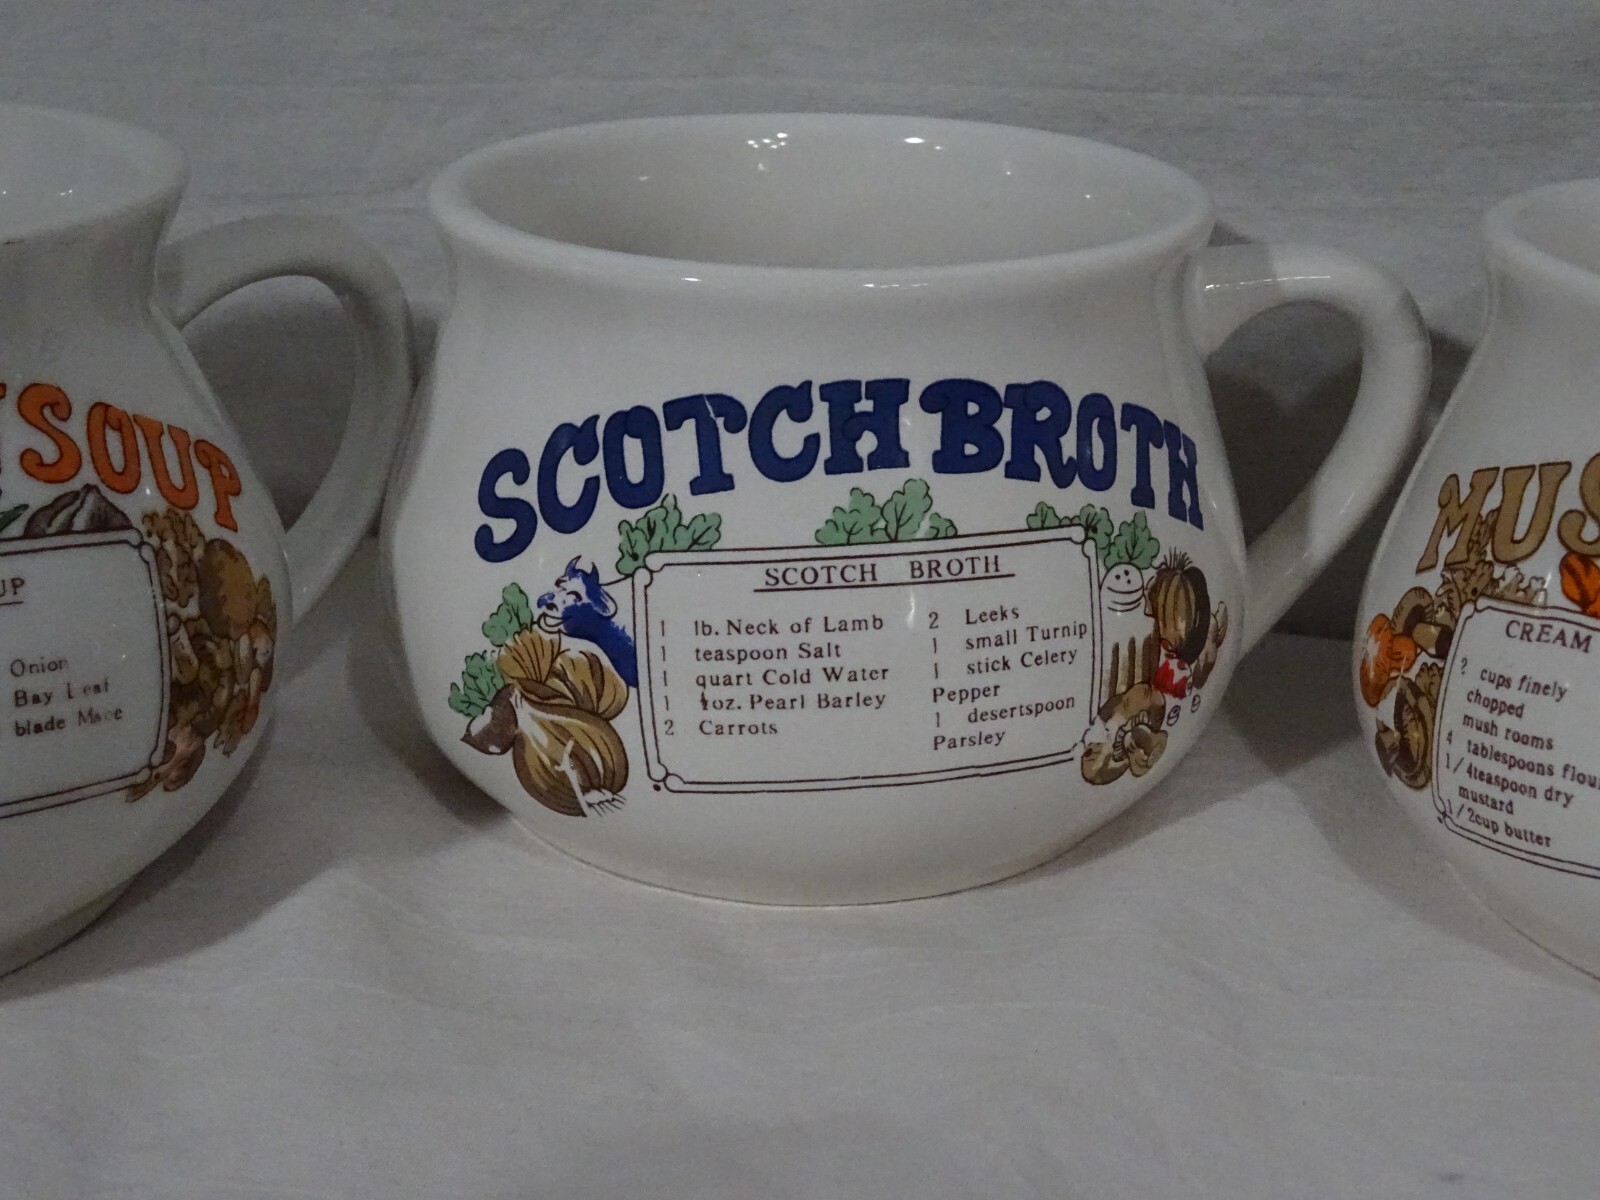 SOUP
UP
Onion
Bay Leaf
blade Mace
SCOTCH BROTH
SCOTCH BROTH
1 lb. Neck of Lamb
1 teaspoon Salt
1 quart Cold Water
1 ½oz. Pearl Barley
2 Carrots
2 Leeks
1 small Turnip
1 stick Celery
Pepper
1 desertspoon
Parsley
MUS
CREAM
2 cups finely
chopped
mush rooms
4 tablespoons flou
1/4teaspoon dry
mustard
1/2cup butter